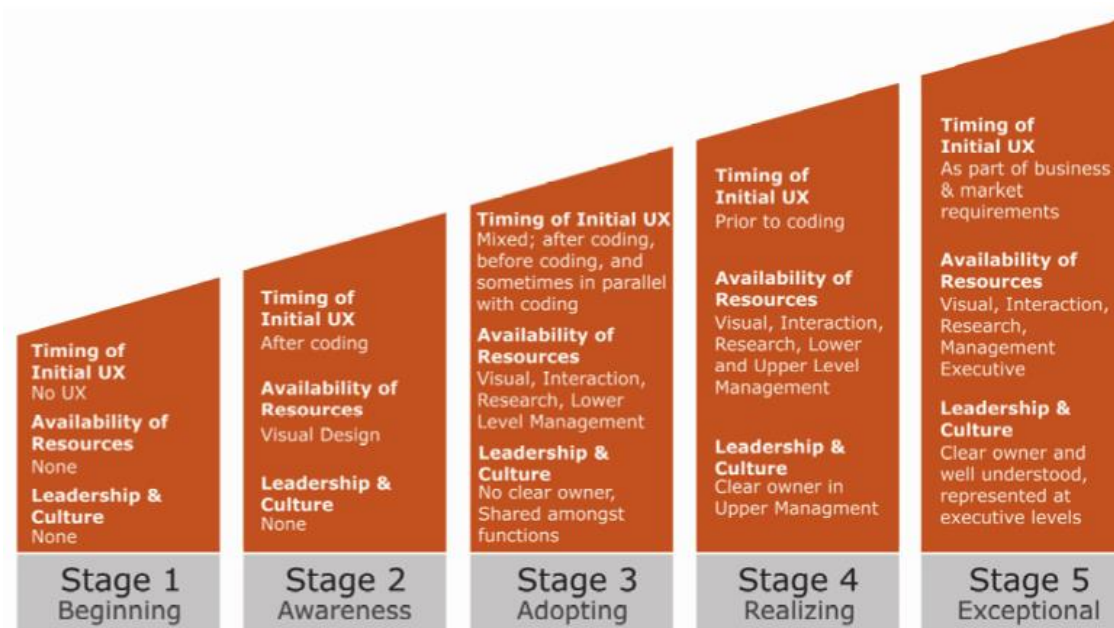 Timing of
Initial UX
No UX
Availability of
Resources
None
Leadership &
Culture
None
Stage 1
Beginning
Timing of
Initial UX
After coding
Availability of
Resources
Visual Design
Leadership &
Culture
None
Stage 2
Awareness
Timing of Initial UX
Mixed; after coding,
before coding, and
sometimes in parallel
with coding
Availability of
Resources
Visual, Interaction,
Research, Lower
Level Management
Leadership &
Culture
No clear owner,
Shared amongst
functions
Stage 3
Adopting
Timing of
Initial UX
Prior to coding
Availability of
Resources
Visual, Interaction,
Research, Lower
and Upper Level
Management
Leadership &
Culture
Clear owner in
Upper Managment
Stage 4
Realizing
Timing of
Initial UX
As part of business
& market
requirements
Availability of
Resources
Visual, Interaction,
Research,
Management
Executive
Leadership &
Culture
Clear owner and
well understood,
represented at
executive levels
Stage 5
Exceptional